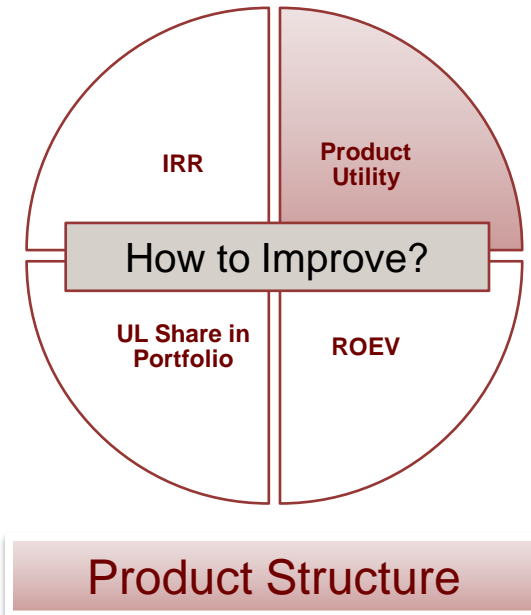 IRR
Product
Utility
How to Improve?
UL Share in
Portfolio
ROEV
Product Structure